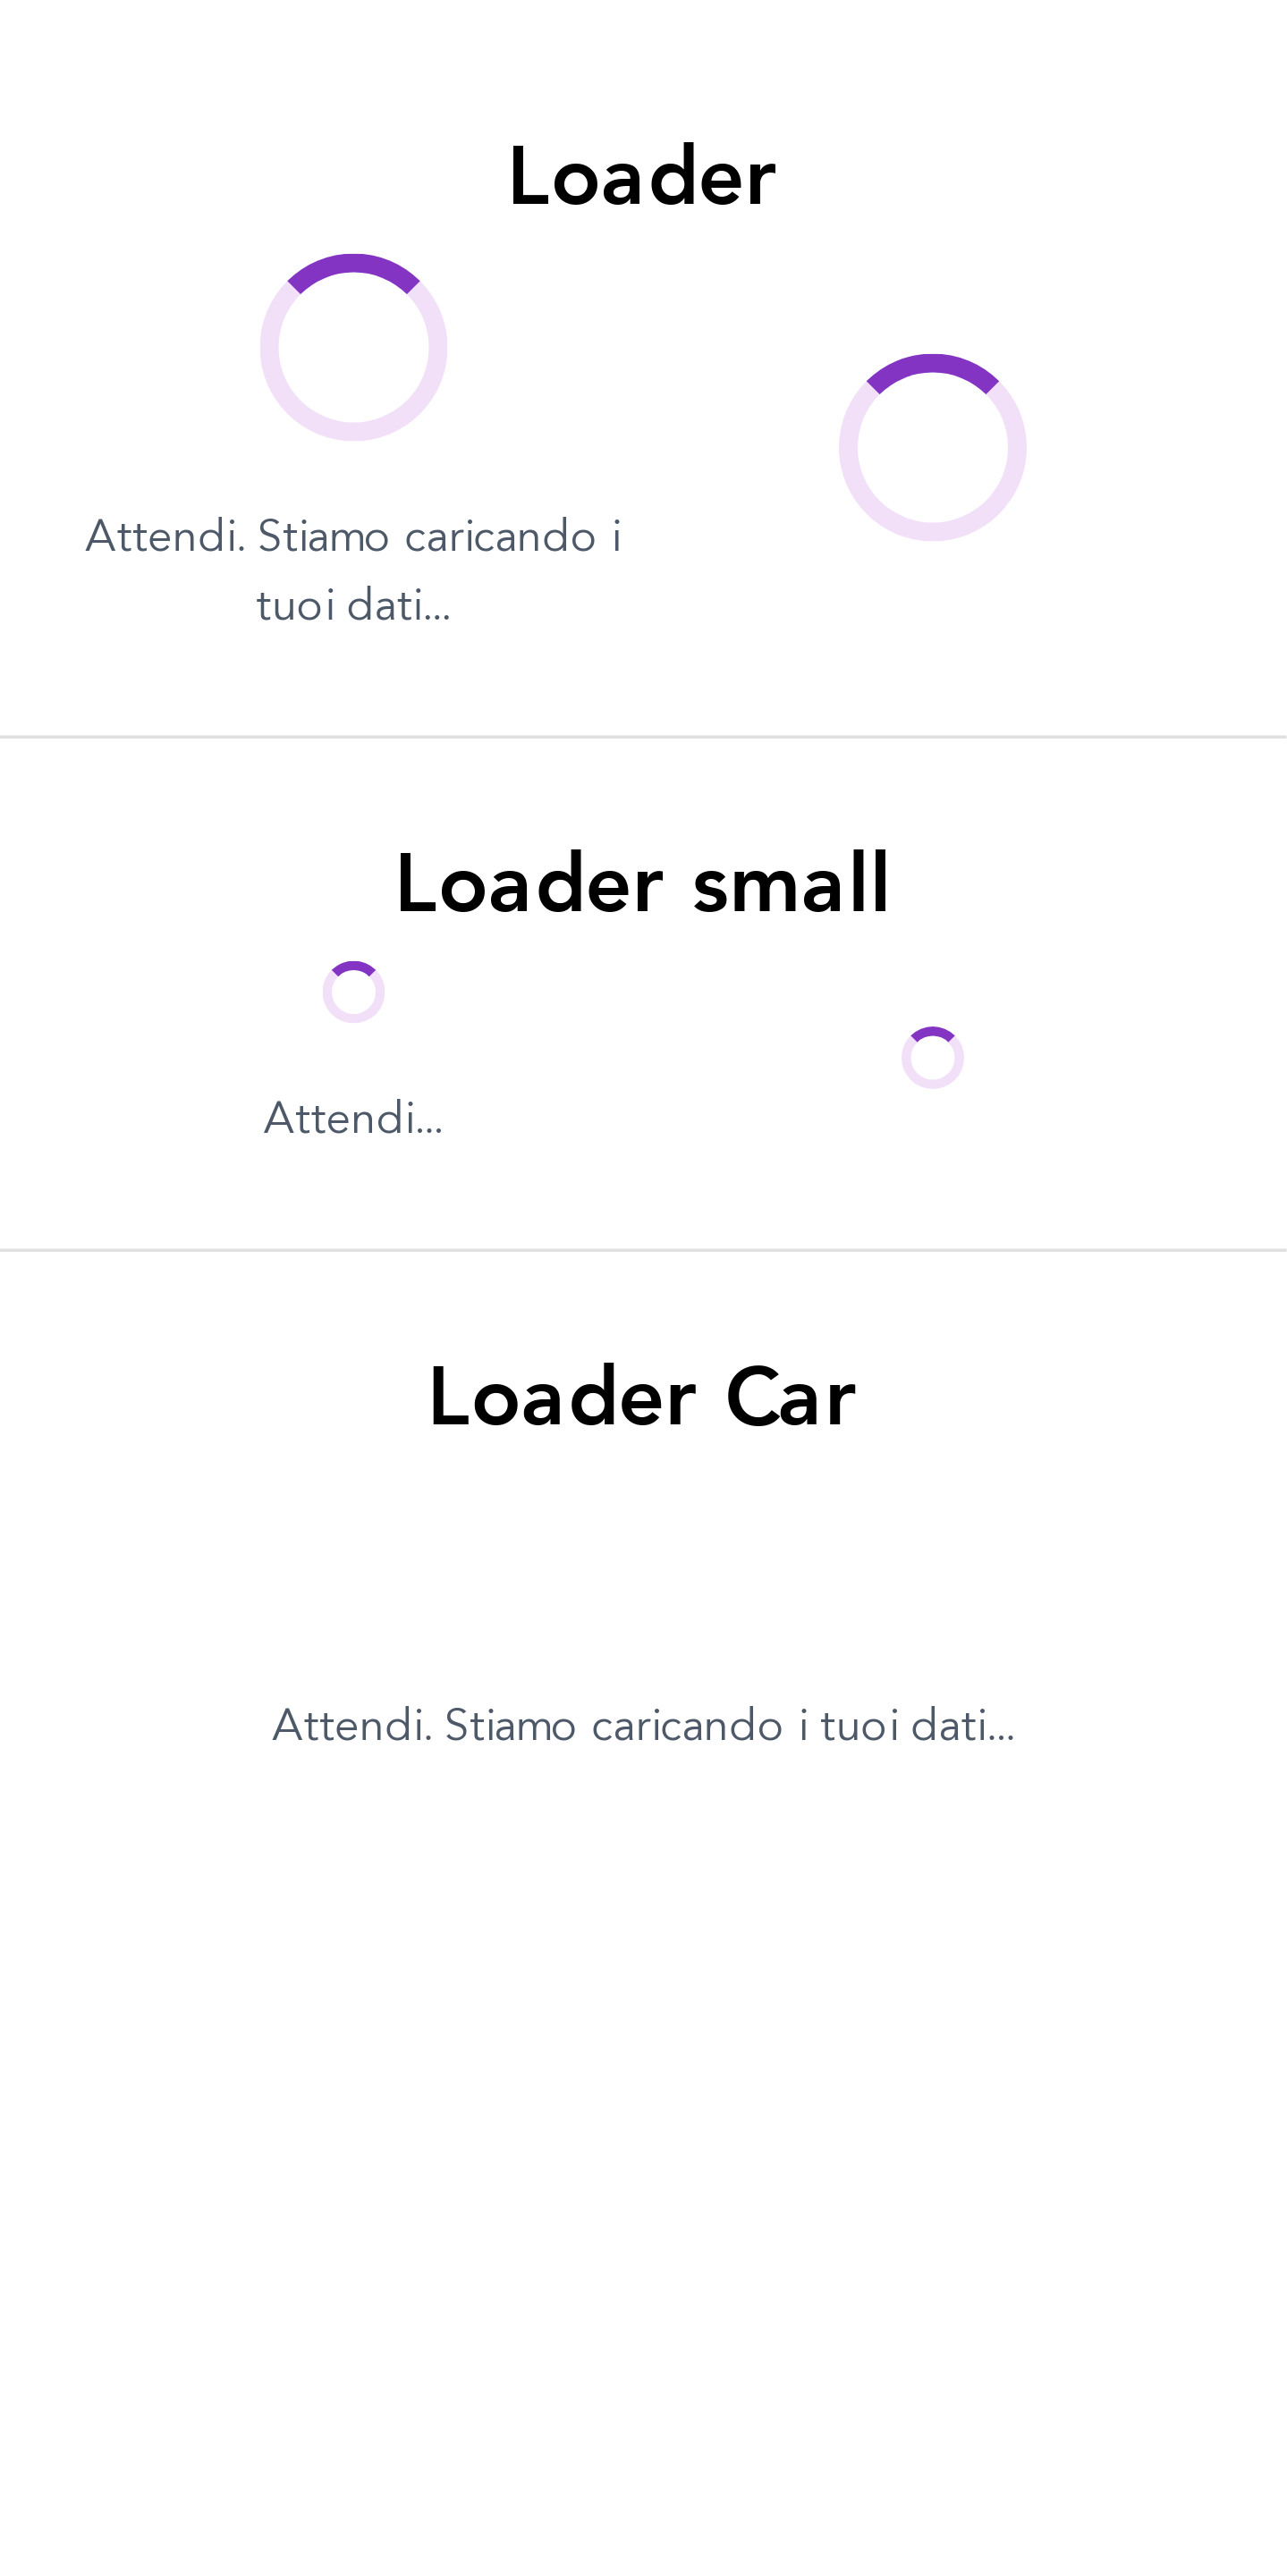 Loader
Attendi. Stiamo caricando i
tuoi dati...
Loader small
Attendi...
Loader Car
Attendi. Stiamo caricando i tuoi dati...